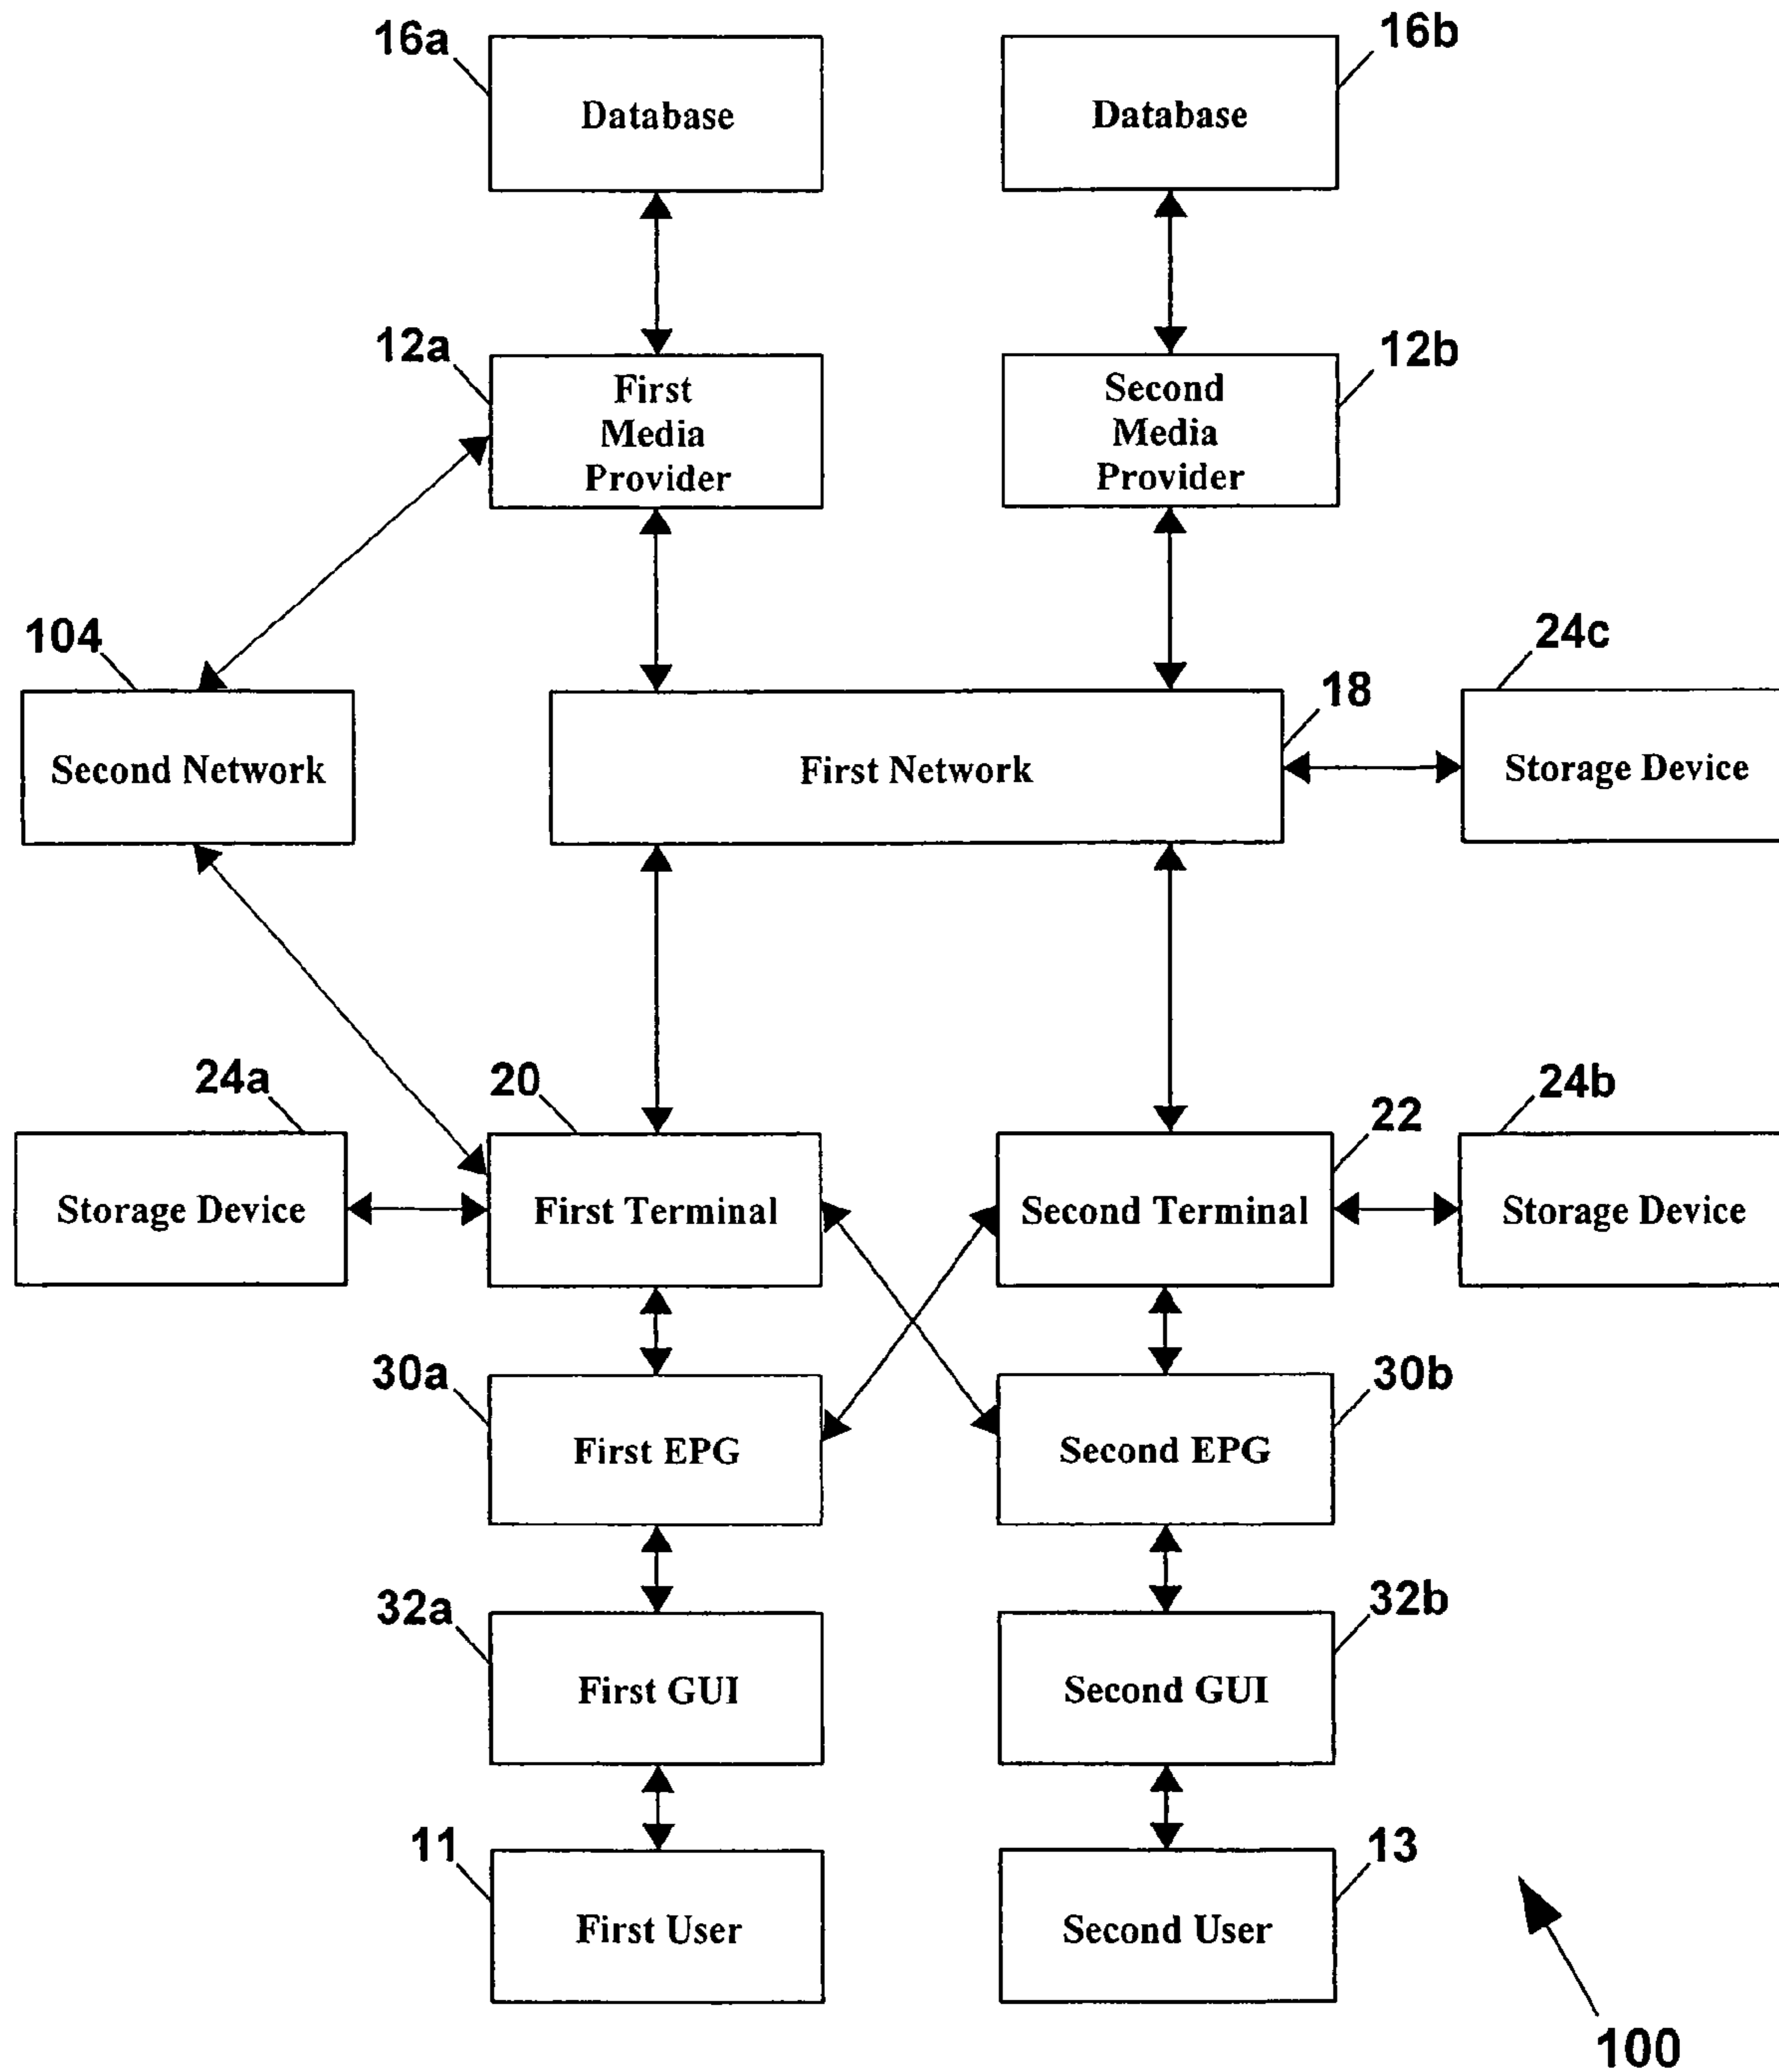 16a
16b
Database
Database
12a
12b
First
Media
Provider
Second
Media
Provider
104
24c
18
Second Network
First Network
Storage Device
24a
20
24b
22
Storage Device
First Terminal
Second Terminal
Storage Device
30a
30b
First EPG
Second EPG
32a
32b
First GUI
Second GUI
11
13
First User
Second User
100